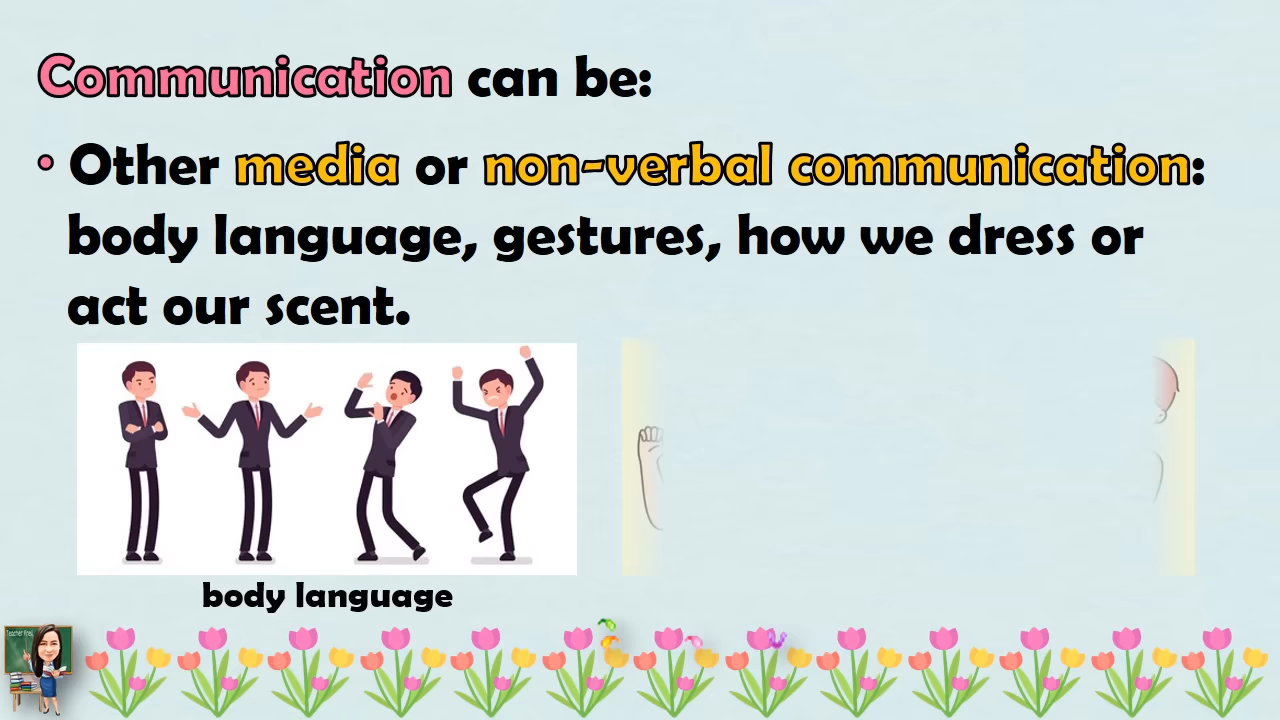 Communication can be:
• Other media or non-verbal communication:
body language, gestures, how we dress or
act our scent.
body language